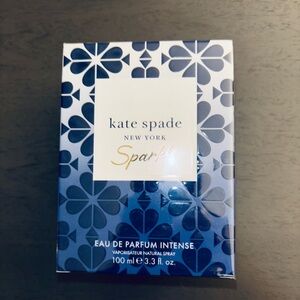 kate spade
NEW YORK
Sparkle
EAU DE PARFUM INTENSE
VAPORISATEUR NATURAL SPRAY
100 ml ℮ 3.3 fl. oz.